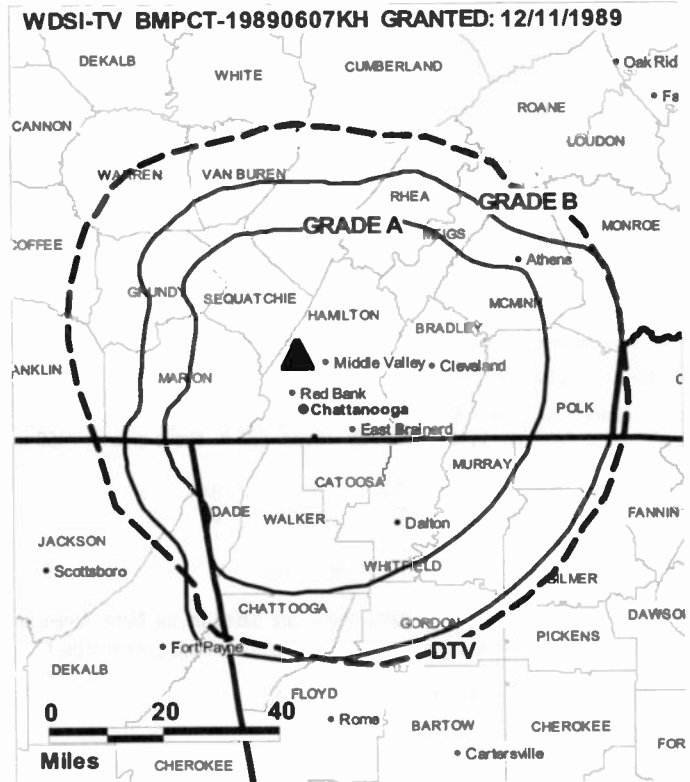 WDSI-TV BMPCT-19890607KH GRANTED: 12/11/1989
DEKALB
WHITE
CUMBERLAND
Oak Rid
Fa
ROANE
CANNON
LOUDON
WARREN
VAN BUREN
RHEA
GRADE B
GRADE A
MEIGS
MONROE
COFFEE
Athens
GRUNDY
SEQUATCHIE
MCMINN
HAMILTON
BRADLEY
ANKLIN
Middle Valley
Cleveland
MARION
Red Bank
Chattanooga
POLK
East Brainerd
MURRAY
CATOOSA
DADE
WALKER
Dalton
FANNIN
JACKSON
Scottsboro
WHITFIELD
GILMER
CHATTOOGA
GORDON
DAWSO
PICKENS
Fort Payne
DTV
DEKALB
FLOYD
0 20 40
Rome
BARTOW
CHEROKEE
FOR
Miles
CHEROKEE
Cartersville